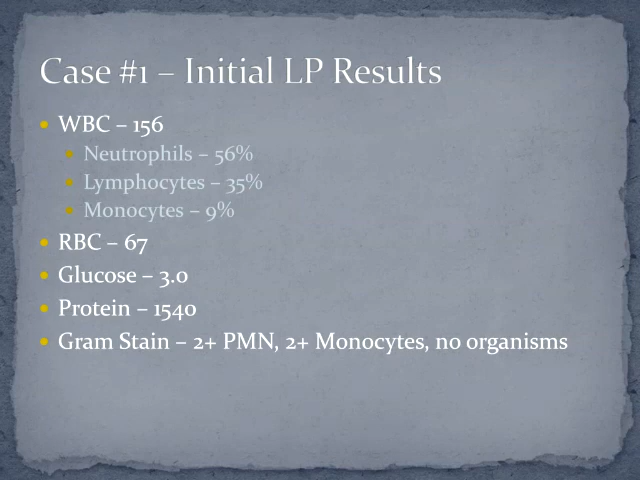 Case #1 – Initial LP Results
• WBC – 156
• Neutrophils – 56%
• Lymphocytes – 35%
• Monocytes – 9%
• RBC – 67
• Glucose – 3.0
• Protein – 1540
• Gram Stain – 2+ PMN, 2+ Monocytes, no organisms